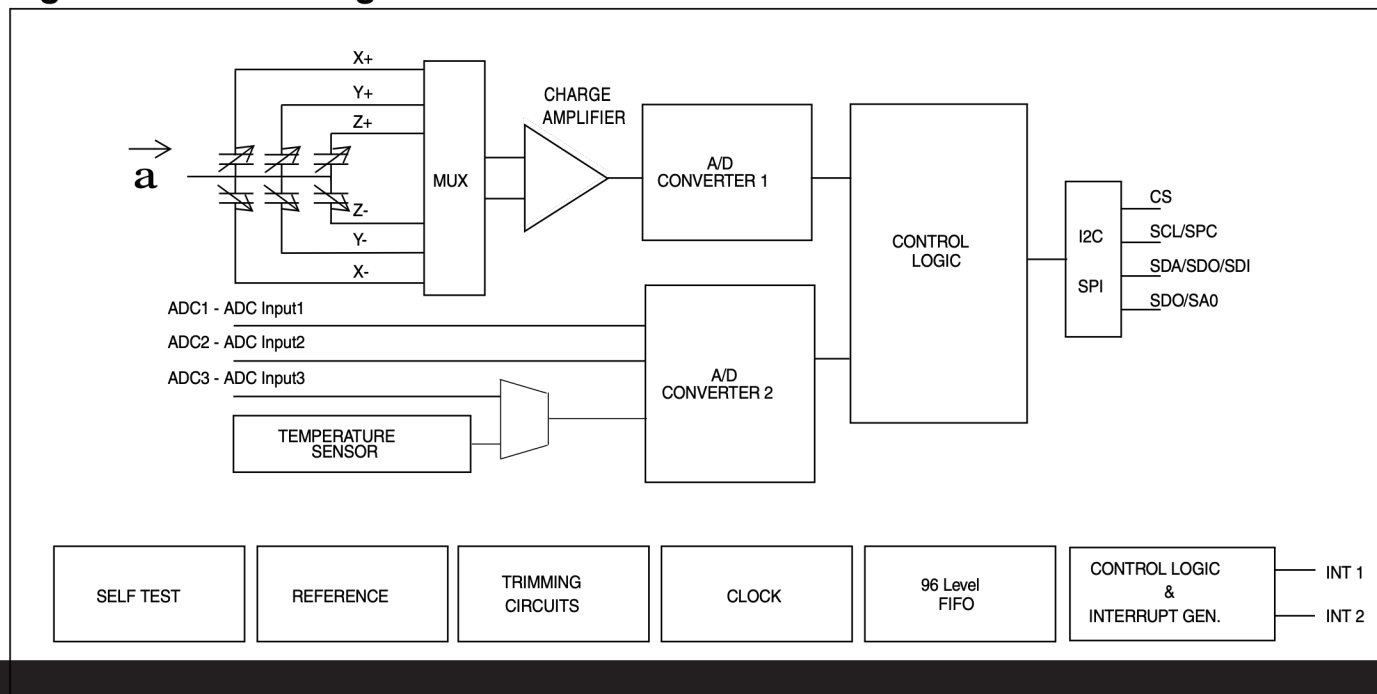 X+
Y+
Z+
a
Z-
Y-
X-
MUX
CHARGE
AMPLIFIER
A/D
CONVERTER 1
CONTROL
LOGIC
I2C
SPI
CS
SCL/SPC
SDA/SDO/SDI
SDO/SA0
ADC1 - ADC Input1
ADC2 - ADC Input2
ADC3 - ADC Input3
A/D
CONVERTER 2
TEMPERATURE
SENSOR
SELF TEST
REFERENCE
TRIMMING
CIRCUITS
CLOCK
96 Level
FIFO
CONTROL LOGIC
&
INTERRUPT GEN.
INT 1
INT 2